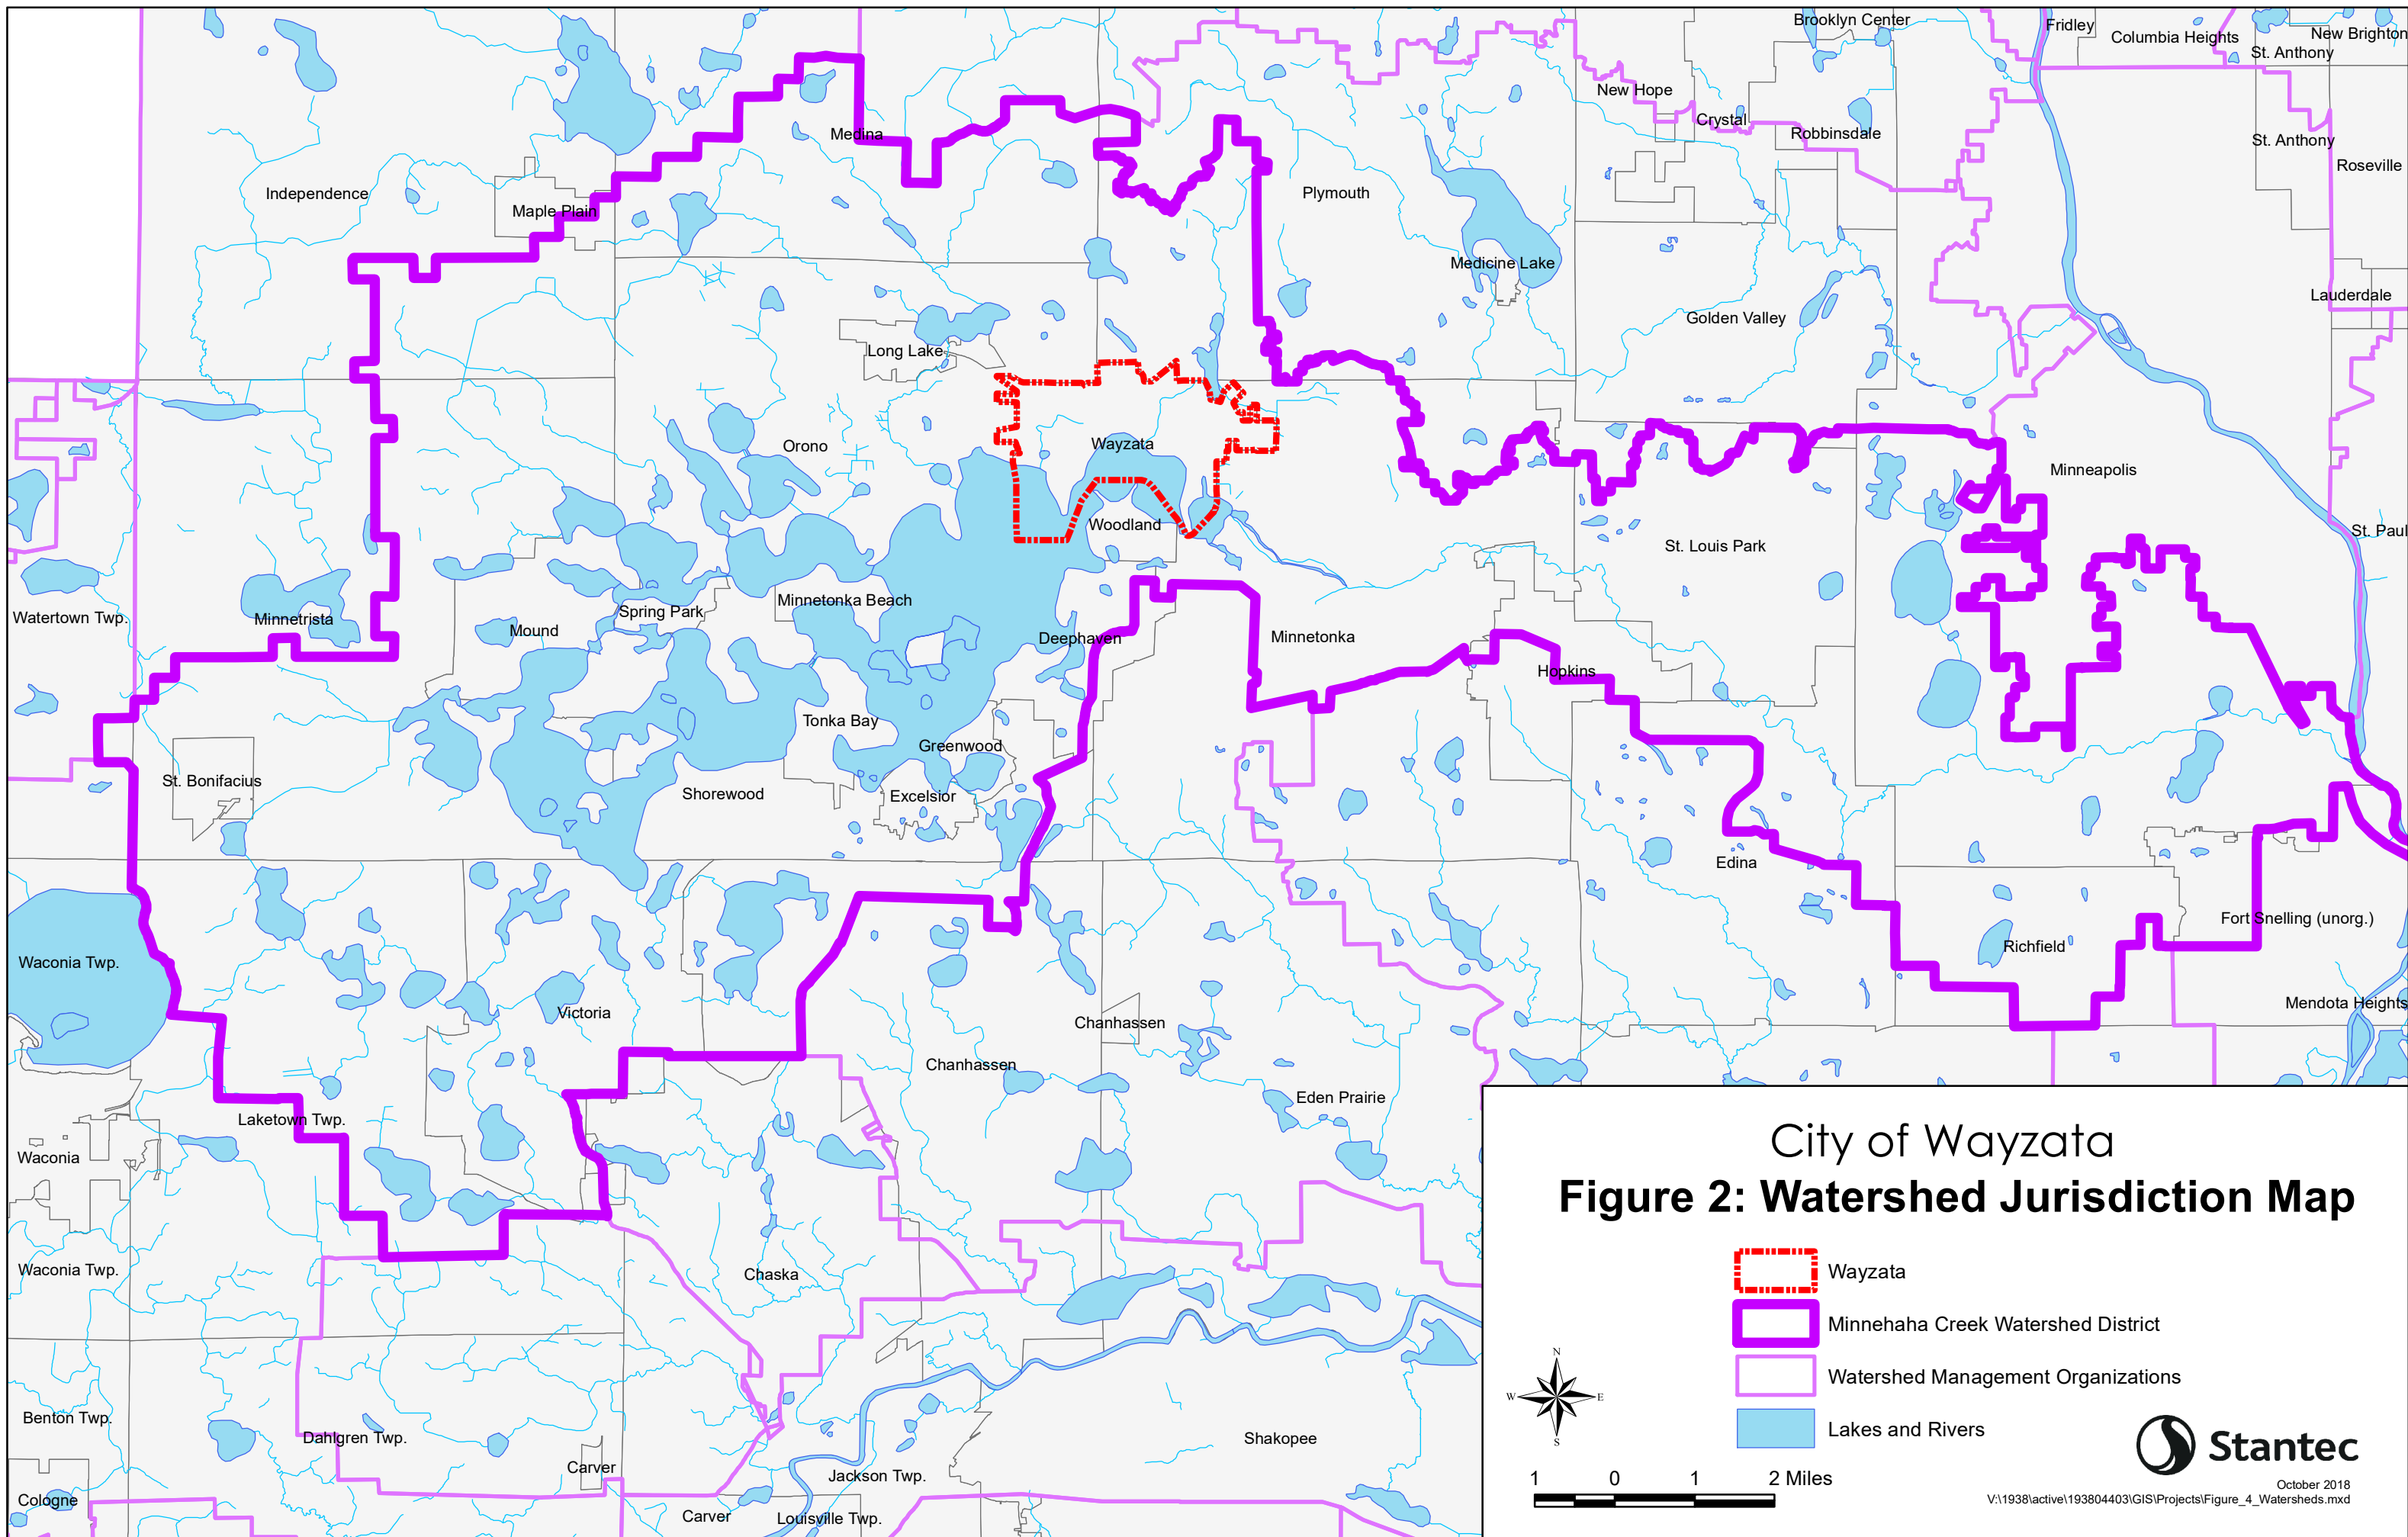 Brooklyn Center
Fridley
Columbia Heights
New Brighton
St. Anthony
New Hope
Crystal
Robbinsdale
Medina
St. Anthony
Roseville
Independence
Maple Plain
Plymouth
Medicine Lake
Lauderdale
Golden Valley
Long Lake
Orono
Wayzata
Minneapolis
Woodland
St. Louis Park
St. Paul
Watertown Twp.
Minnetrista
Mound
Spring Park
Minnetonka Beach
Deephaven
Minnetonka
Hopkins
Tonka Bay
Greenwood
St. Bonifacius
Shorewood
Excelsior
Edina
Fort Snelling (unorg.)
Richfield
Waconia Twp.
Victoria
Chanhassen
Mendota Heights
Chanhassen
Eden Prairie
Laketown Twp.
Waconia
Waconia Twp.
Chaska
Benton Twp.
Dahlgren Twp.
Shakopee
Carver
Jackson Twp.
Cologne
Carver
Louisville Twp.
City of Wayzata
Figure 2: Watershed Jurisdiction Map
Wayzata
Minnehaha Creek Watershed District
Watershed Management Organizations
Lakes and Rivers
N
W
E
S
1 0 1 2 Miles
Stantec
October 2018
V:\1938\active\193804403\GIS\Projects\Figure_4_Watersheds.mxd